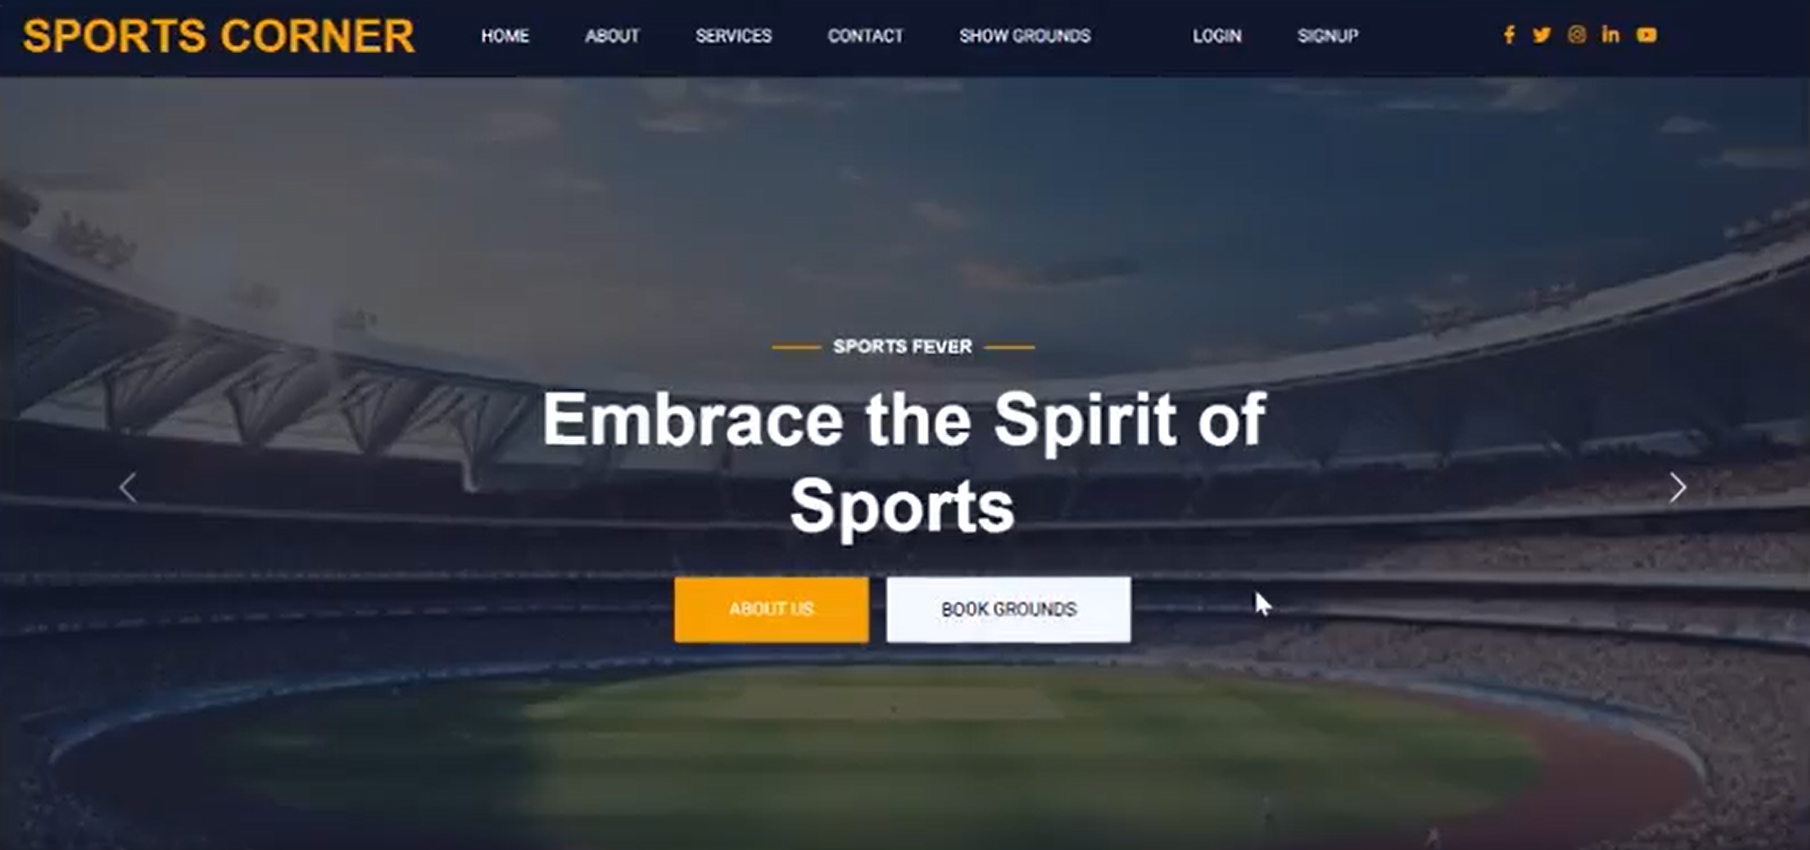 SPORTS CORNER HOME ABOUT SERVICES CONTACT SHOW GROUNDS LOGIN SIGNUP
SPORTS FEVER
Embrace the Spirit of
Sports
ABOUT US BOOK GROUNDS